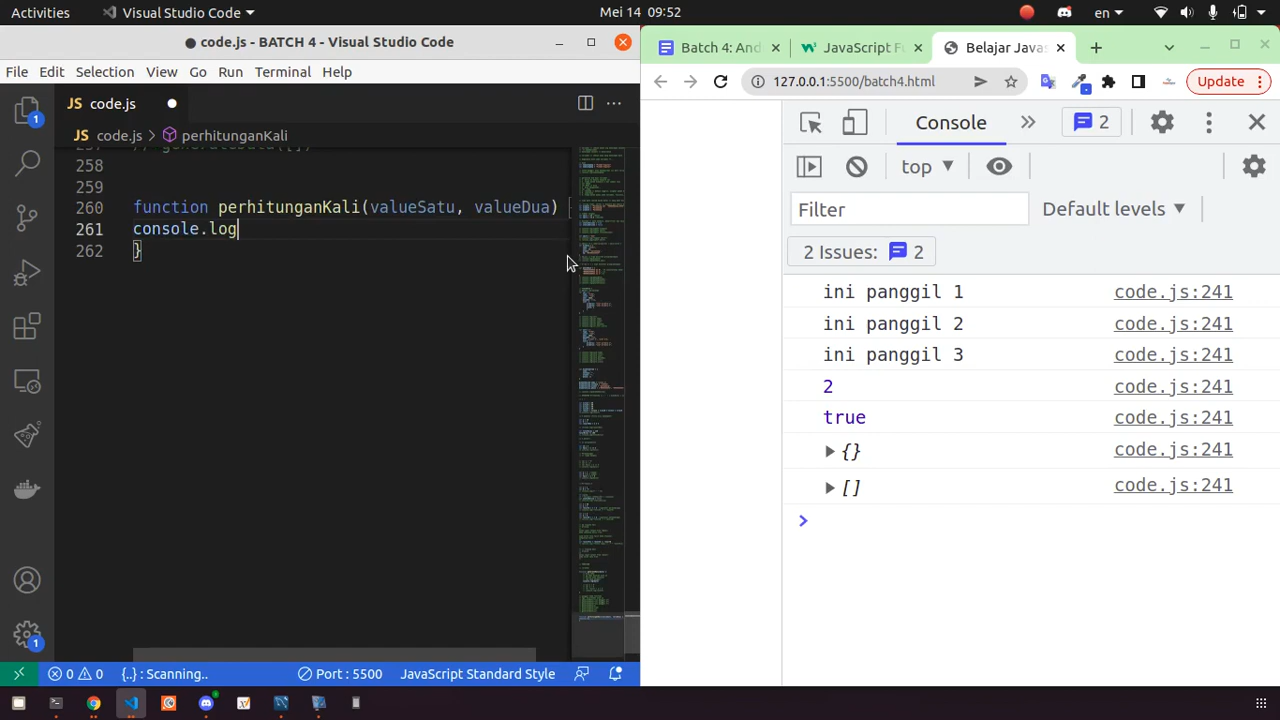 Activities
Visual Studio Code
Mei 14 09:52
en
code.js - BATCH 4 - Visual Studio Code
File Edit Selection View Go Run Terminal Help
JS code.js
JS code.js > perhitunganKali
258
259
260 function perhitunganKali(valueSatu, valueDua) {
261 console.log
262 }
1
1
0 0 {..} : Scanning... Port : 5500 JavaScript Standard Style
Batch 4: And
JavaScript Fu
Belajar Javas
127.0.0.1:5500/batch4.html
Update
Console
2
top
Filter
Default levels
2 Issues: 2
ini panggil 1 code.js:241
ini panggil 2 code.js:241
ini panggil 3 code.js:241
2 code.js:241
true code.js:241
{} code.js:241
[] code.js:241